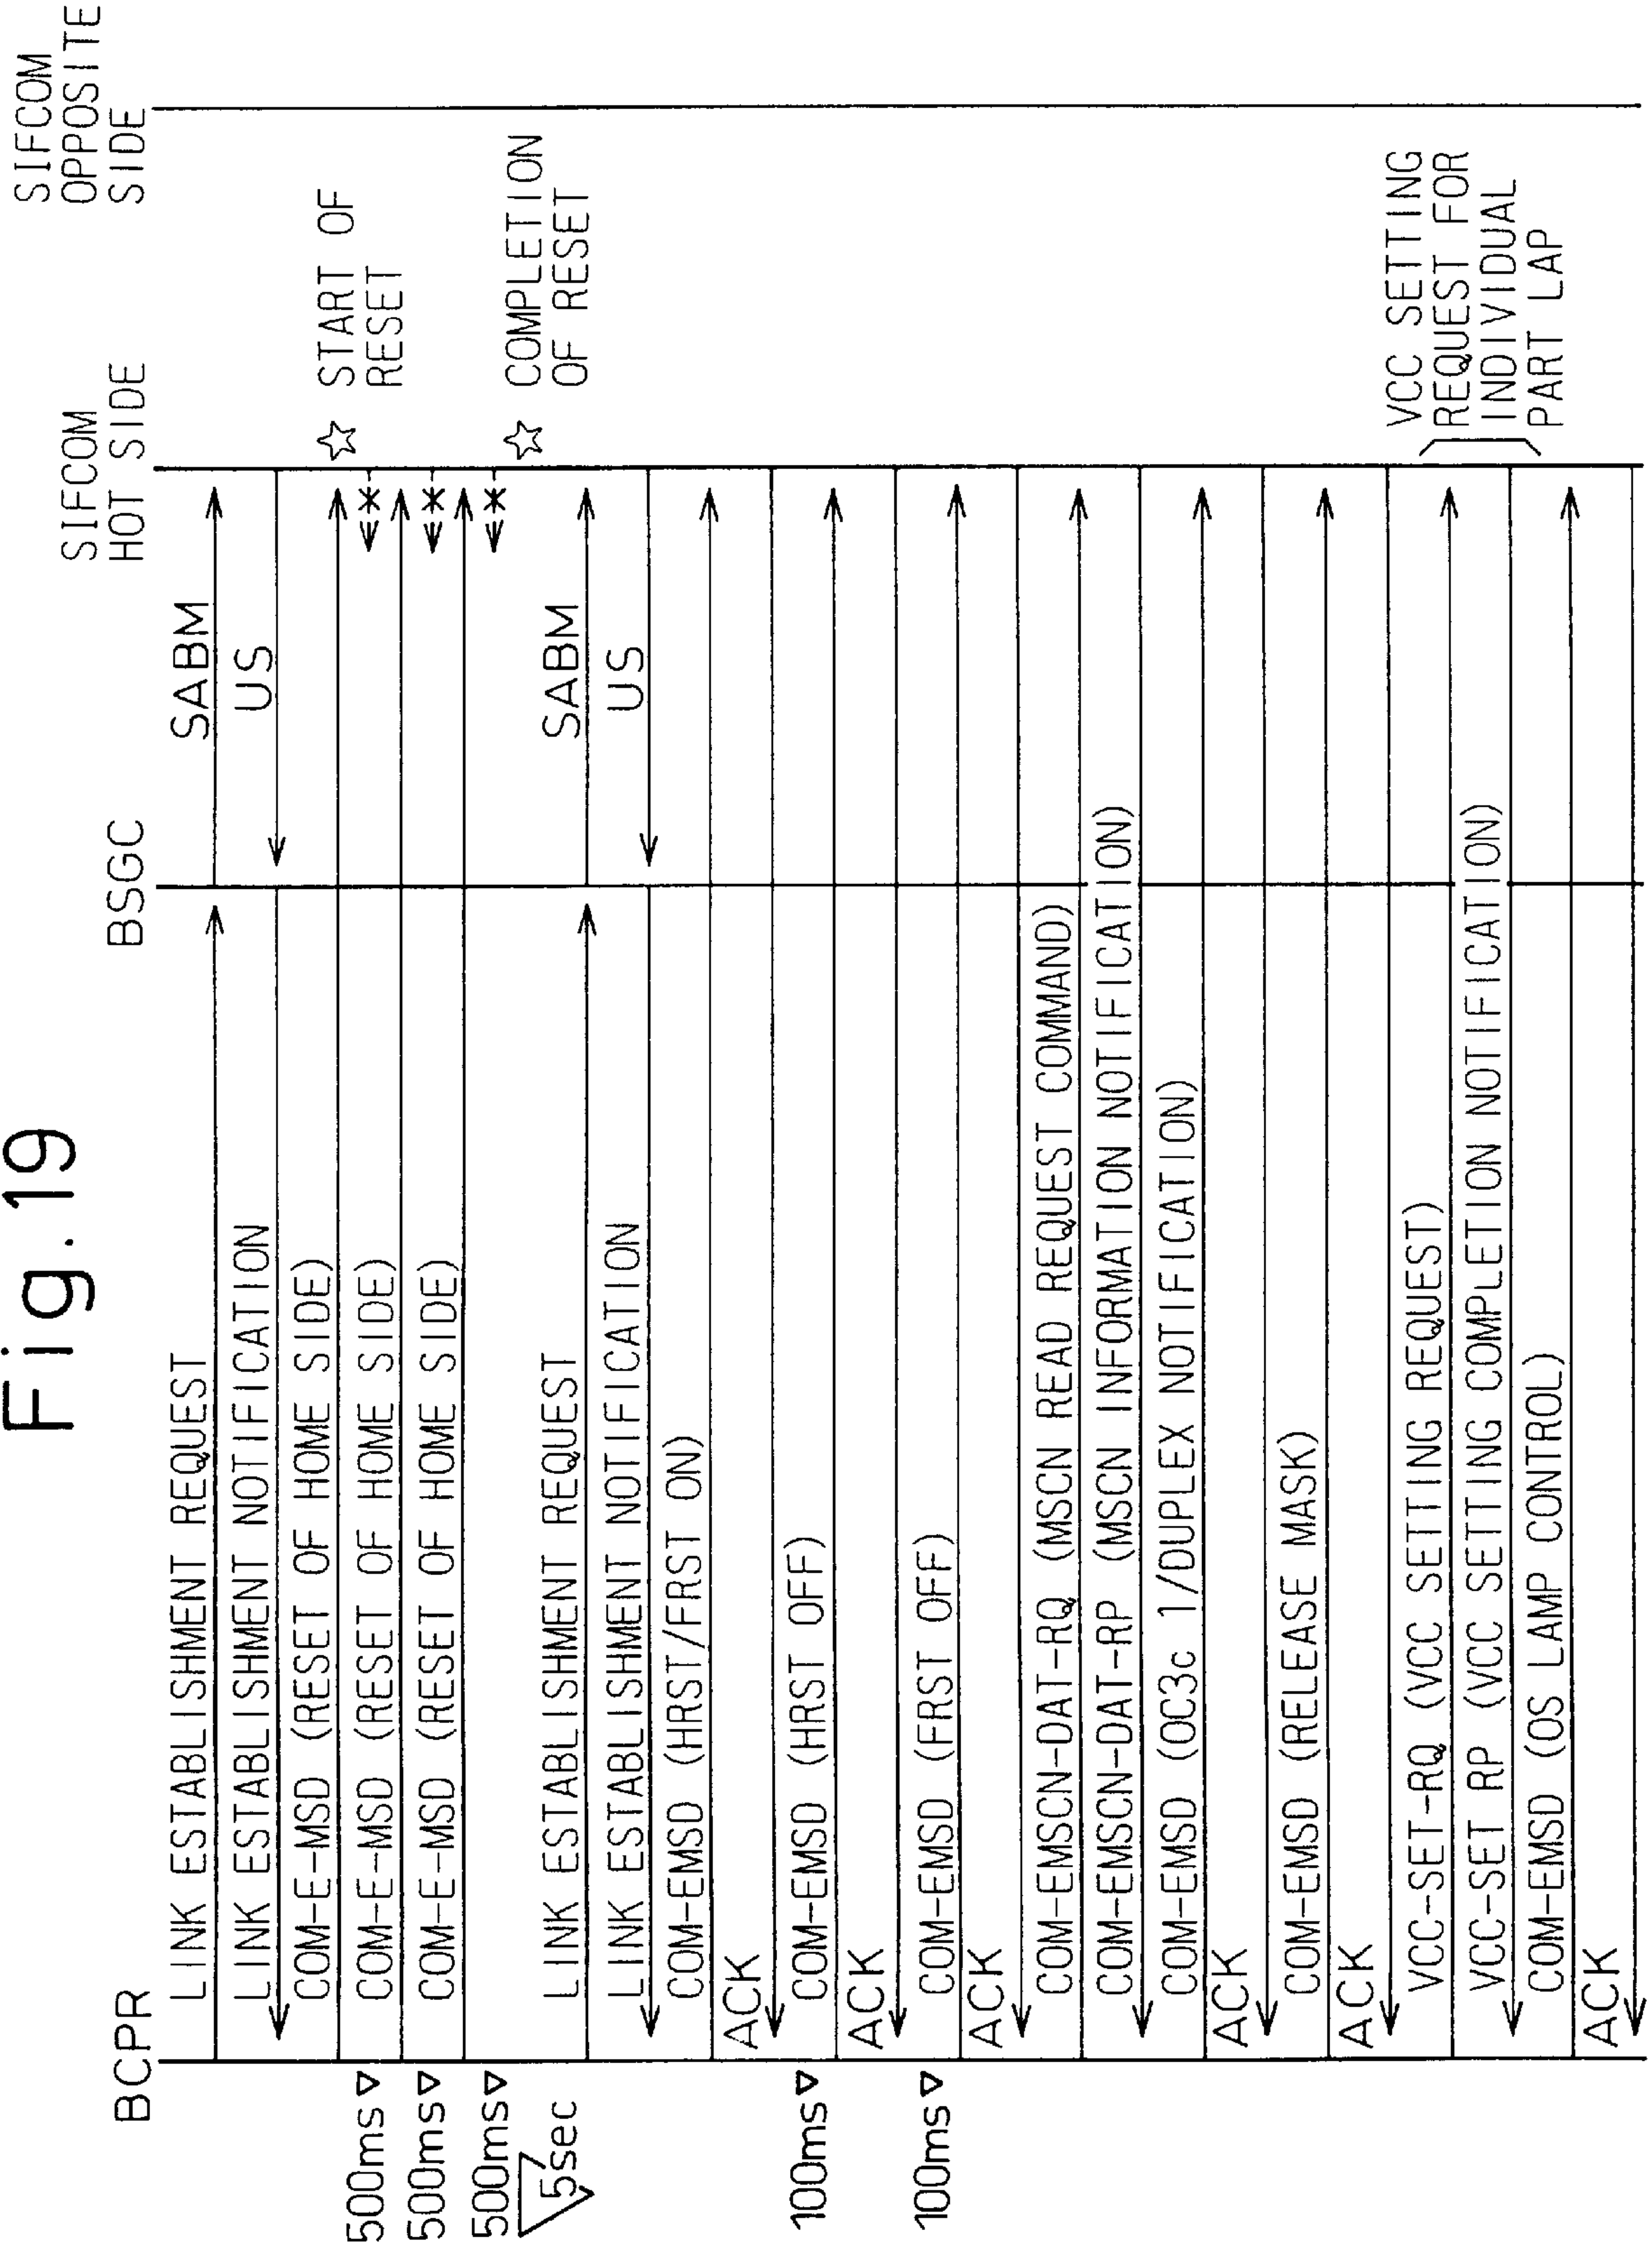 Fig.19
BCPR
BSGC
SIFCOM
HOT SIDE
SIFCOM
OPPOSITE
SIDE
LINK ESTABLISHMENT REQUEST
SABM
LINK ESTABLISHMENT NOTIFICATION
US
COM-E-MSD (RESET OF HOME SIDE)
START OF
RESET
500ms
COM-E-MSD (RESET OF HOME SIDE)
500ms
COM-E-MSD (RESET OF HOME SIDE)
500ms
5sec
COMPLETION
OF RESET
LINK ESTABLISHMENT REQUEST
SABM
LINK ESTABLISHMENT NOTIFICATION
US
COM-EMSD (HRST/FRST ON)
ACK
100ms
COM-EMSD (HRST OFF)
ACK
100ms
COM-EMSD (FRST OFF)
ACK
COM-EMSCN-DAT-RQ (MSCN READ REQUEST COMMAND)
COM-EMSCN-DAT-RP (MSCN INFORMATION NOTIFICATION)
COM-EMSD (OC3c 1/DUPLEX NOTIFICATION)
ACK
COM-EMSD (RELEASE MASK)
ACK
VCC-SET-RQ (VCC SETTING REQUEST)
VCC-SET RP (VCC SETTING COMPLETION NOTIFICATION)
VCC SETTING
REQUEST FOR
INDIVIDUAL
PART LAP
COM-EMSD (OS LAMP CONTROL)
ACK